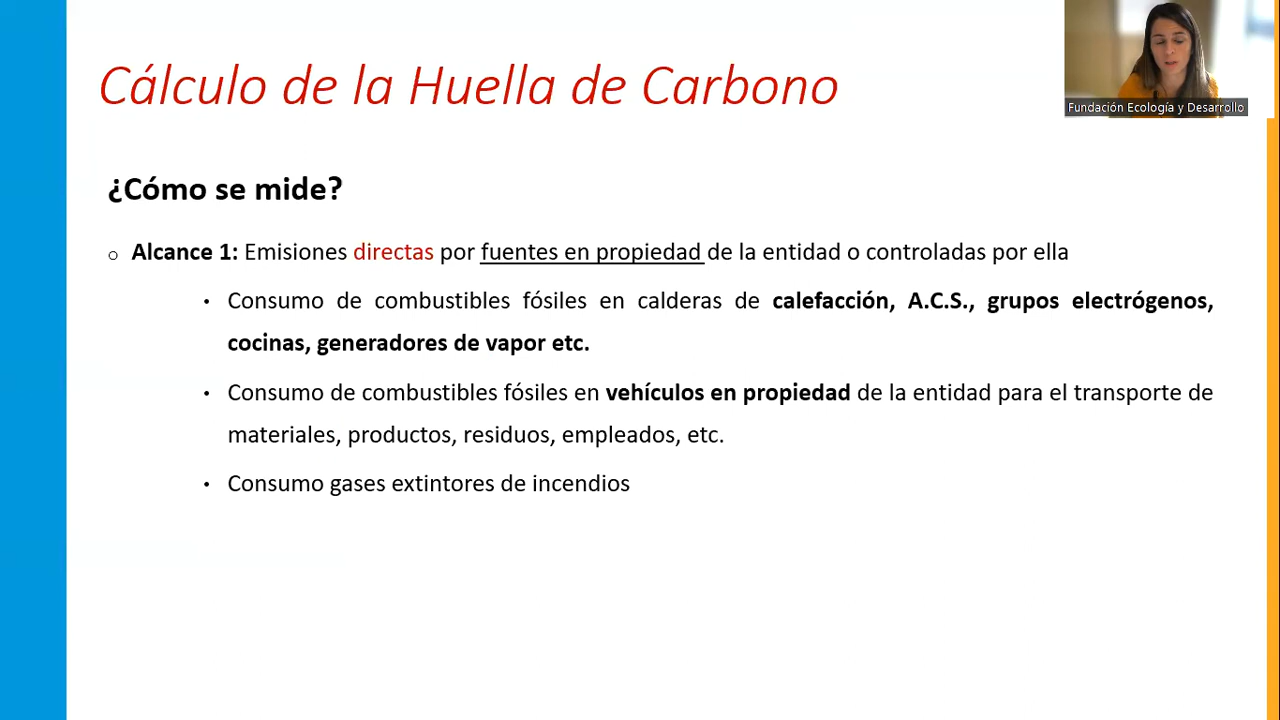 Cálculo de la Huella de Carbono
Fundación Ecología y Desarrollo
¿Cómo se mide?
o Alcance 1: Emisiones directas por fuentes en propiedad de la entidad o controladas por ella
• Consumo de combustibles fósiles en calderas de calefacción, A.C.S., grupos electrógenos,
cocinas, generadores de vapor etc.
• Consumo de combustibles fósiles en vehículos en propiedad de la entidad para el transporte de
materiales, productos, residuos, empleados, etc.
• Consumo gases extintores de incendios